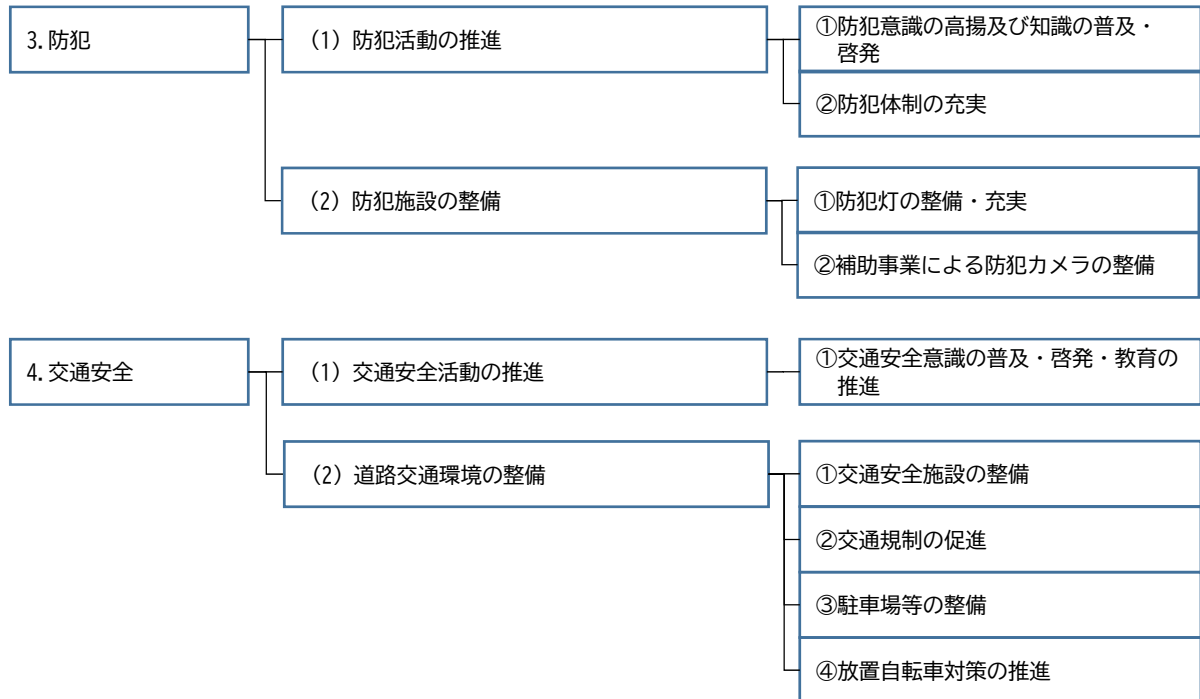 3.防犯
(1) 防犯活動の推進
①防犯意識の高揚及び知識の普及・
啓発
②防犯体制の充実
(2) 防犯施設の整備
①防犯灯の整備・充実
②補助事業による防犯カメラの整備
4.交通安全
(1) 交通安全活動の推進
①交通安全意識の普及・啓発・教育の
推進
(2) 道路交通環境の整備
①交通安全施設の整備
②交通規制の促進
③駐車場等の整備
④放置自転車対策の推進